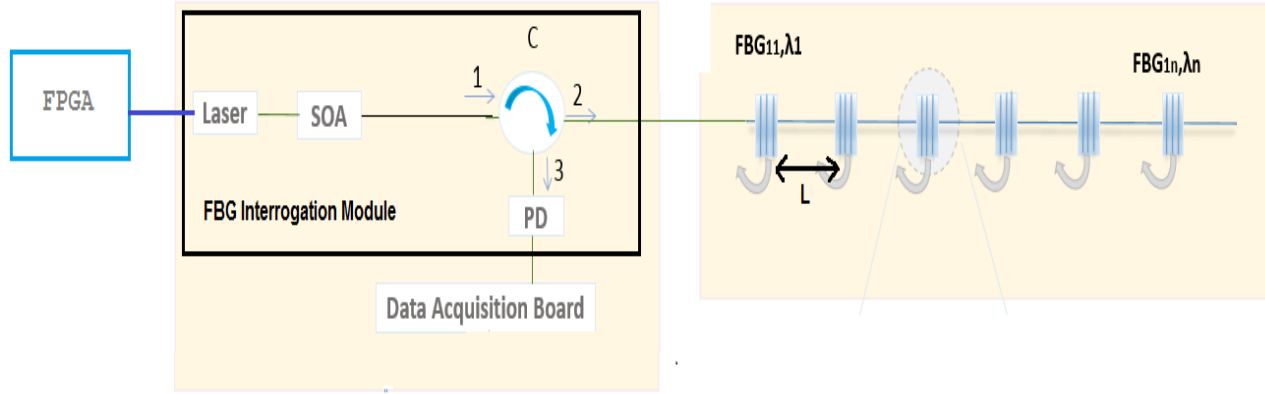 C
FBG11,λ1
FBG1n,λn
1
2
FPGA
Laser
SOA
3
L
FBG Interrogation Module
PD
Data Acquisition Board